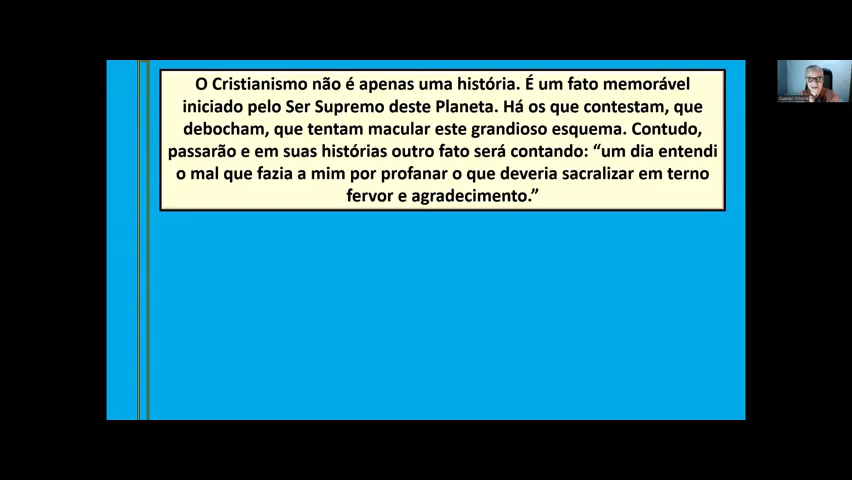 O Cristianismo não é apenas uma história. É um fato memorável
iniciado pelo Ser Supremo deste Planeta. Há os que contestam, que
debocham, que tentam macular este grandioso esquema. Contudo,
passarão e em suas histórias outro fato será contando: “um dia entendi
o mal que fazia a mim por profanar o que deveria sacralizar em terno
fervor e agradecimento.”